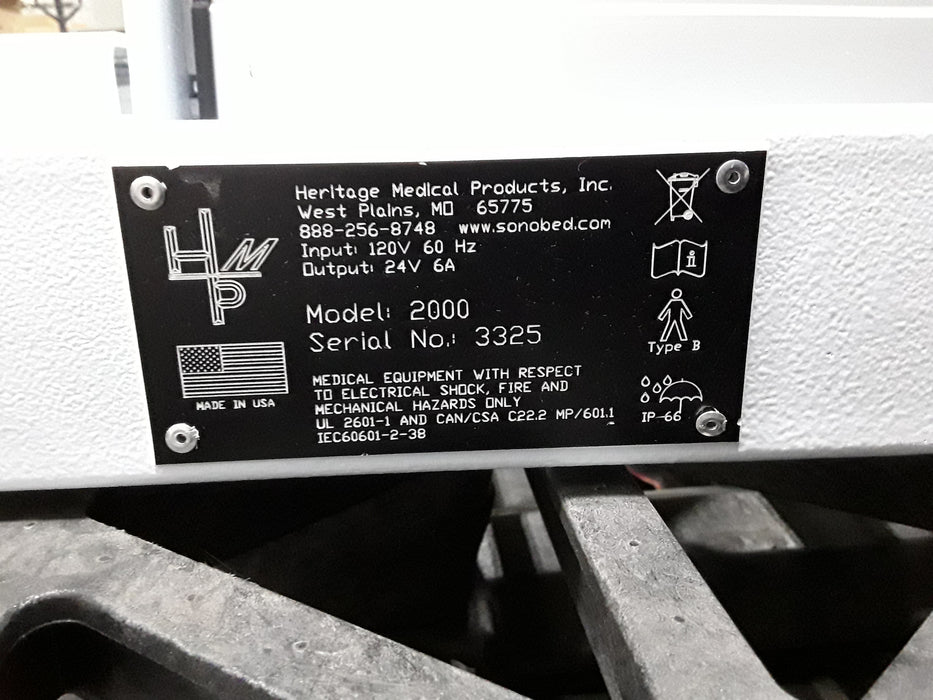 Heritage Medical Products, Inc.
West Plains, MO 65775
888-256-8748 www.sonobed.com
Input: 120V 60 Hz
Output: 24V 6A
HMP
Model: 2000
Serial No.: 3325
MADE IN USA
MEDICAL EQUIPMENT WITH RESPECT
TO ELECTRICAL SHOCK, FIRE AND
MECHANICAL HAZARDS ONLY
UL 2601-1 AND CAN/CSA C22.2 MP/601.1
IEC60601-2-38
i
Type B
IP-66